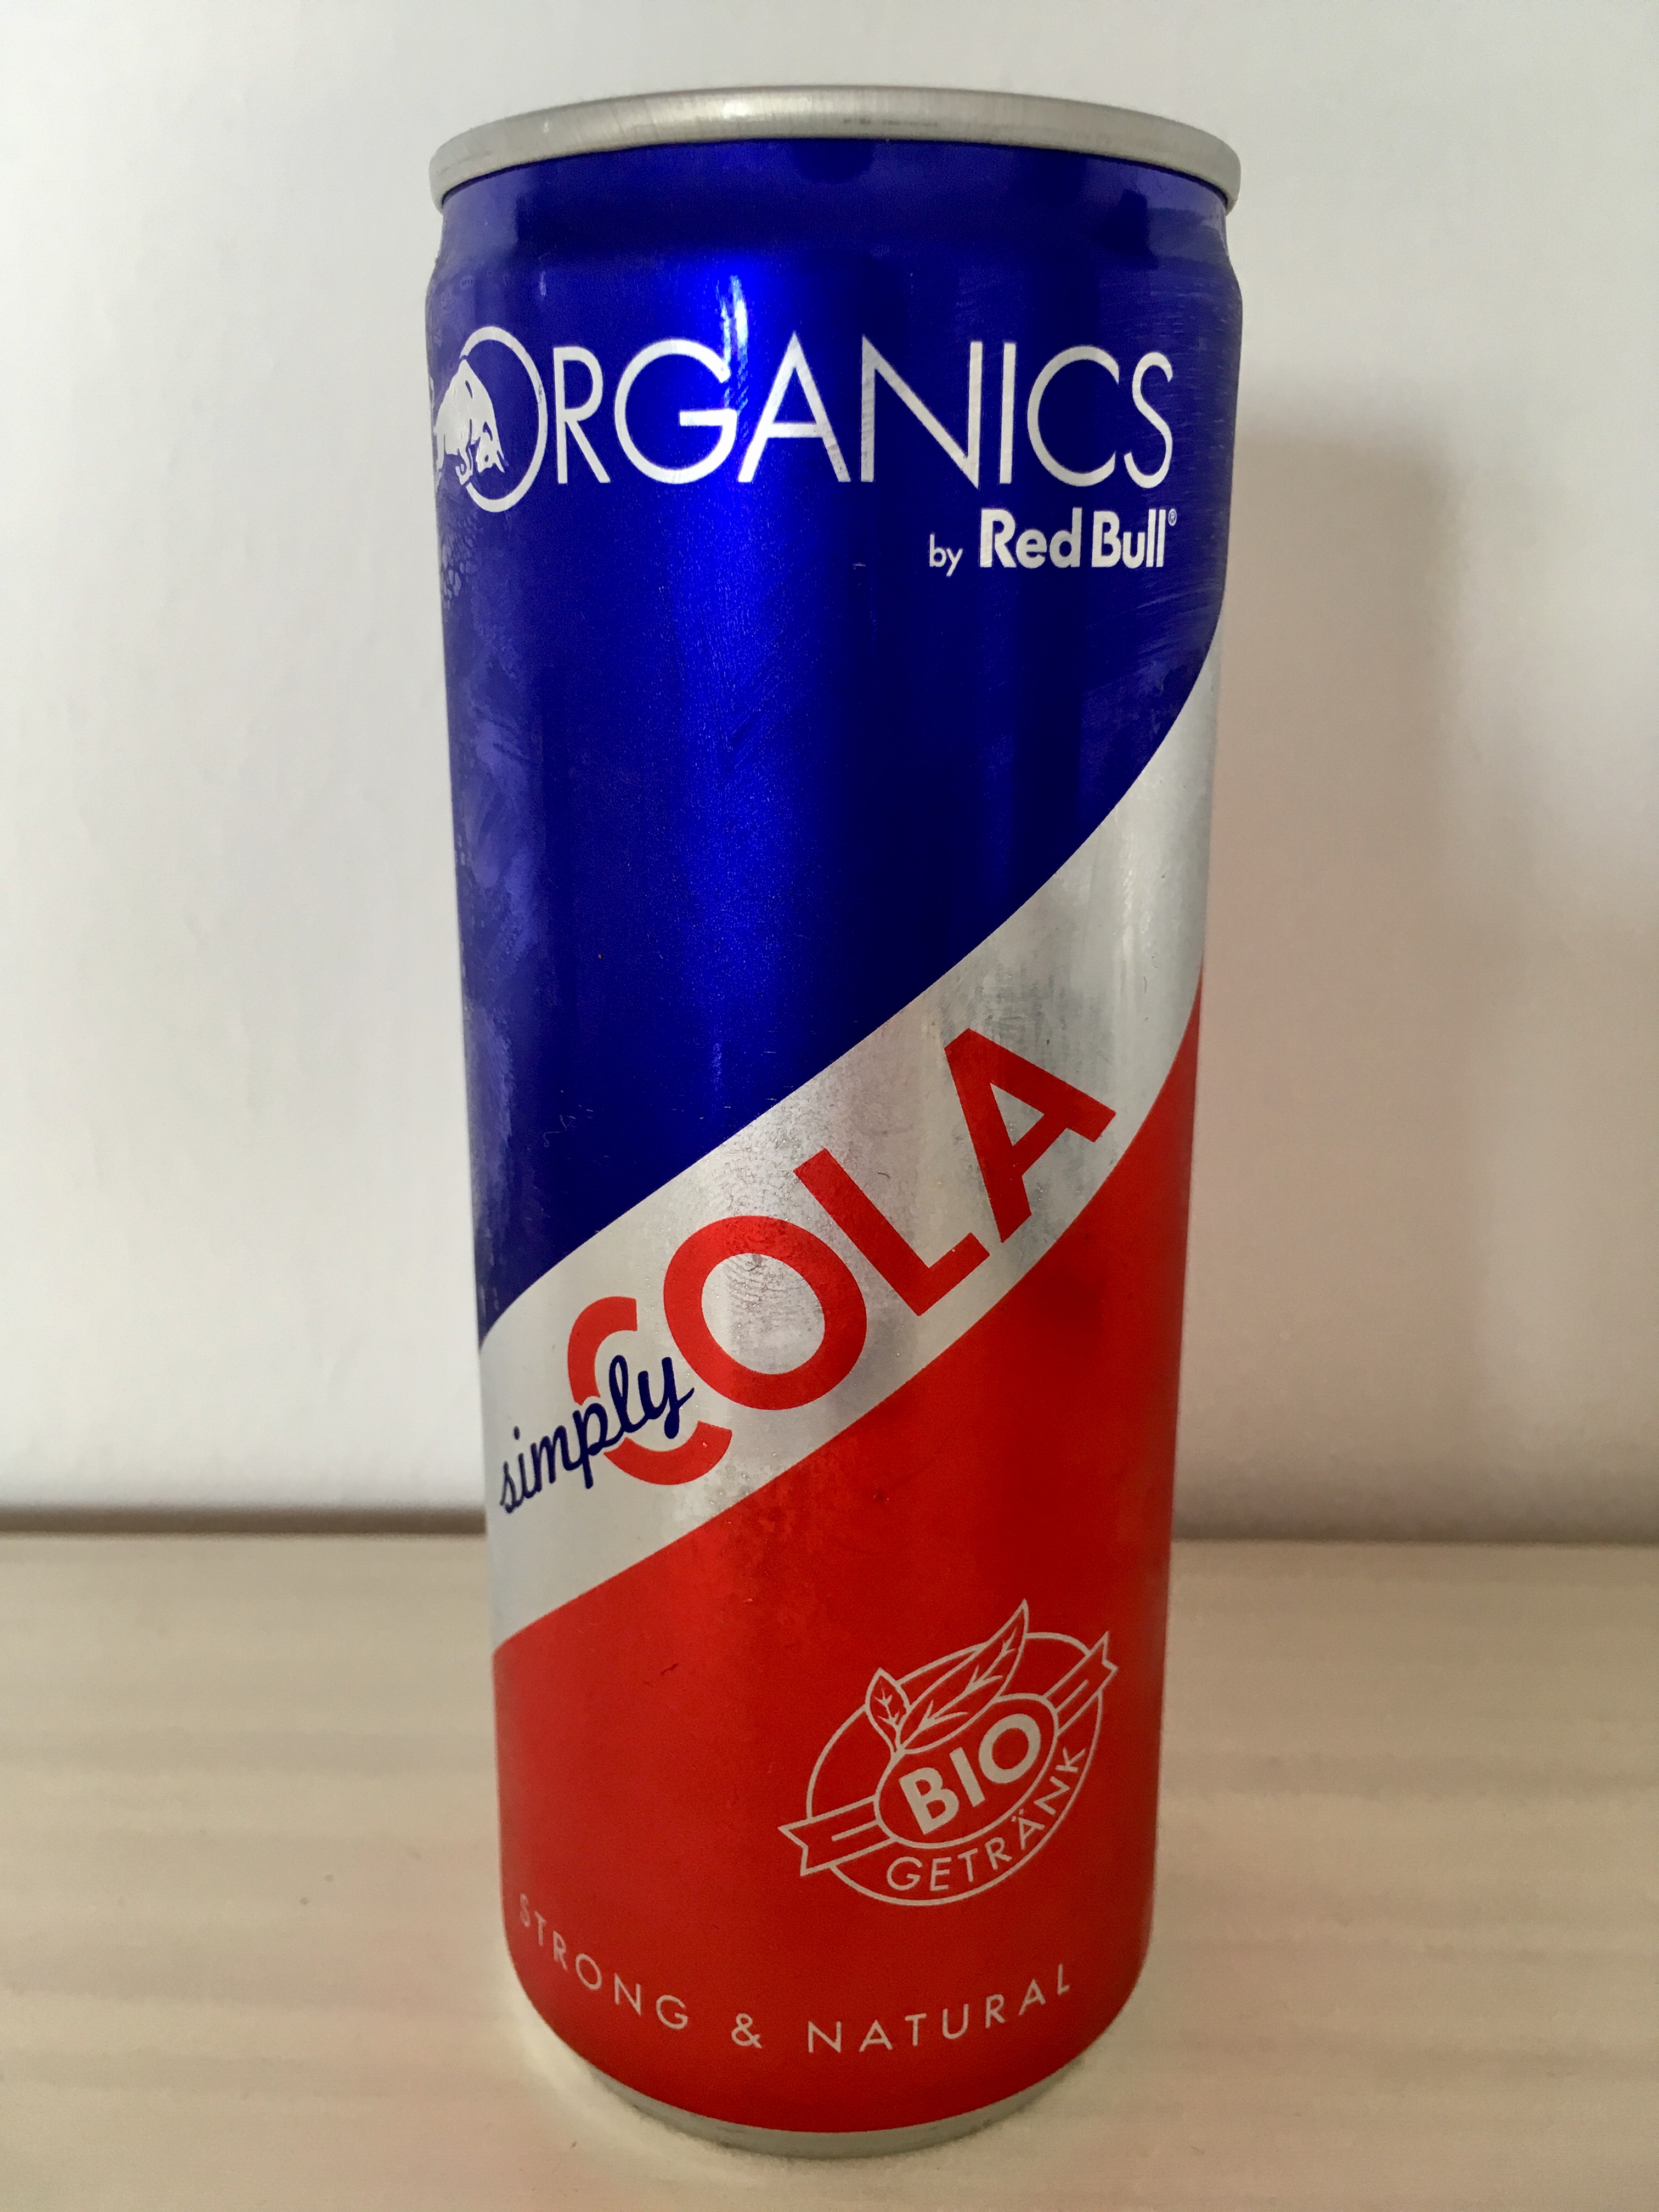 ORGANICS
by Red Bull®
simply COLA
BIO
GETRÄNK
STRONG & NATURAL